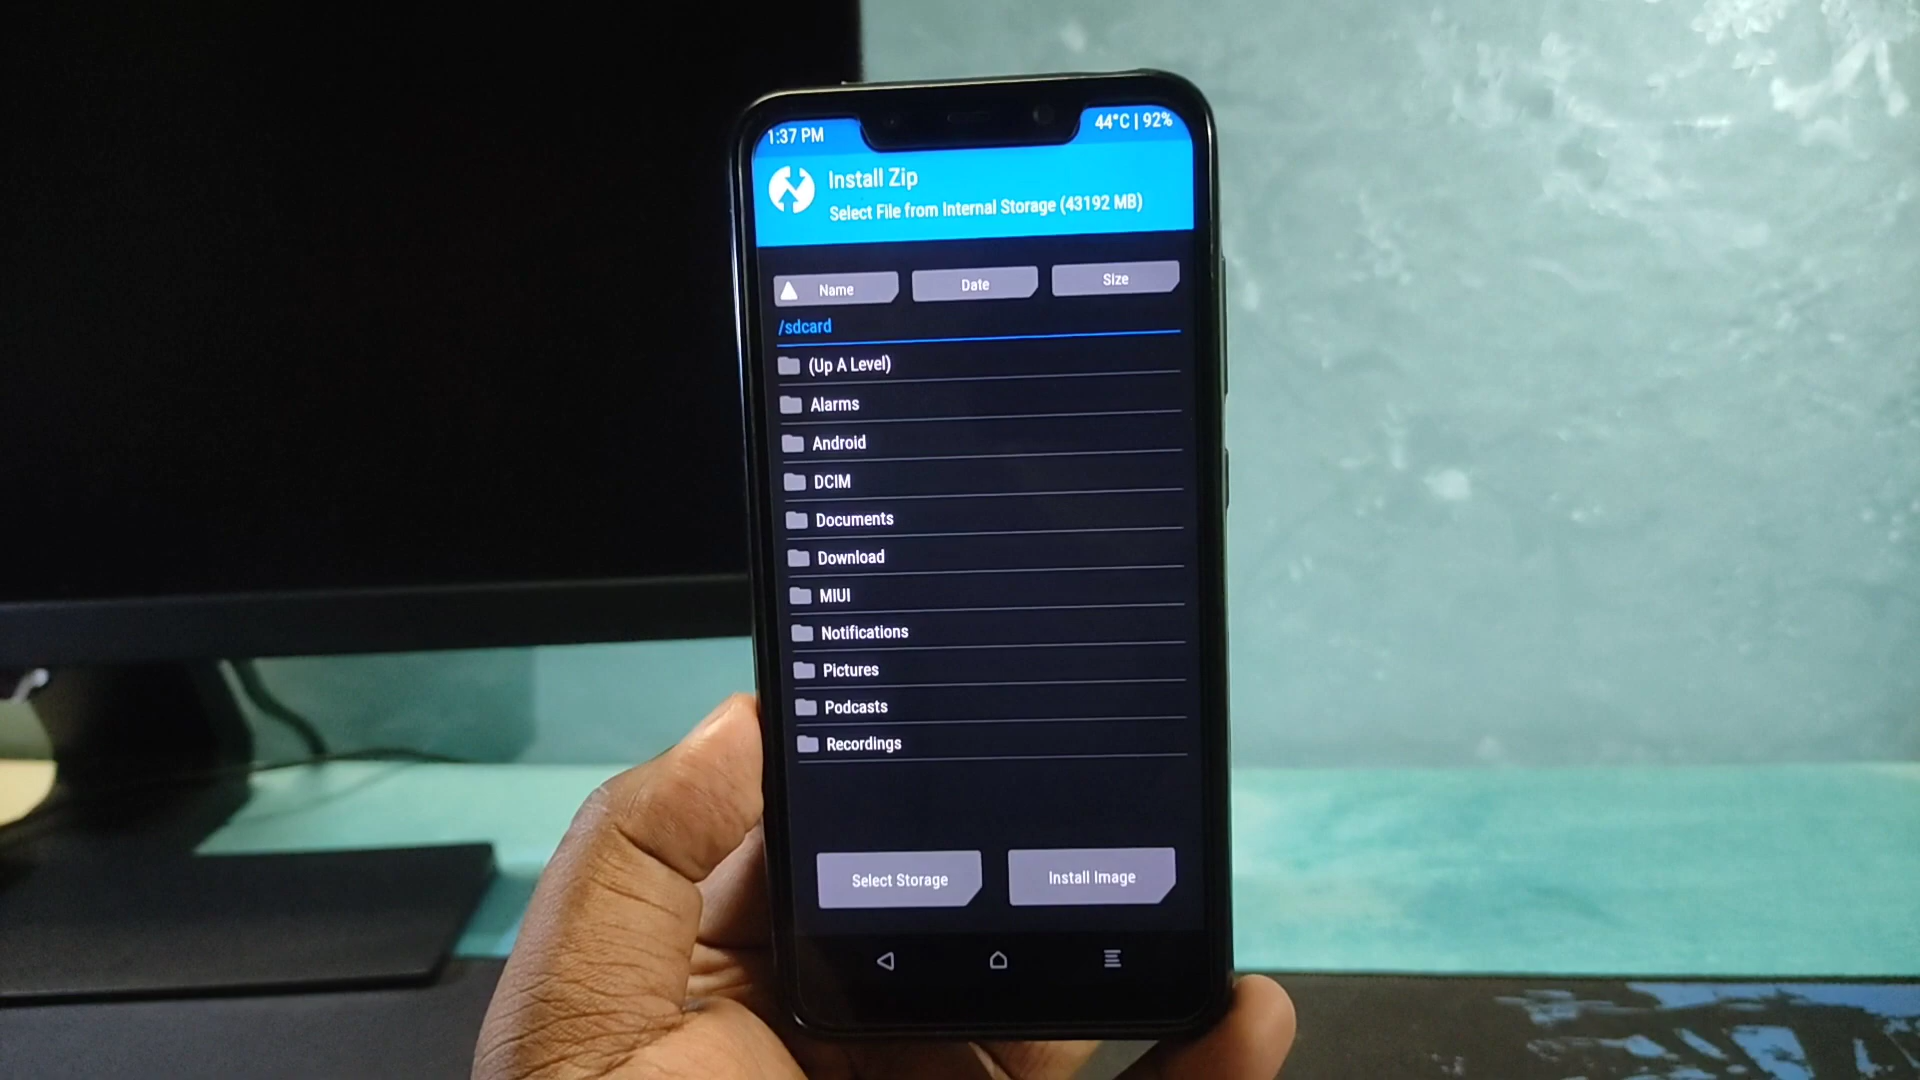 1:37 PM 44°C | 92%
Install Zip
Select File from Internal Storage (43192 MB)
Name Date Size
/sdcard
(Up A Level)
Alarms
Android
DCIM
Documents
Download
MIUI
Notifications
Pictures
Podcasts
Recordings
Select Storage Install Image